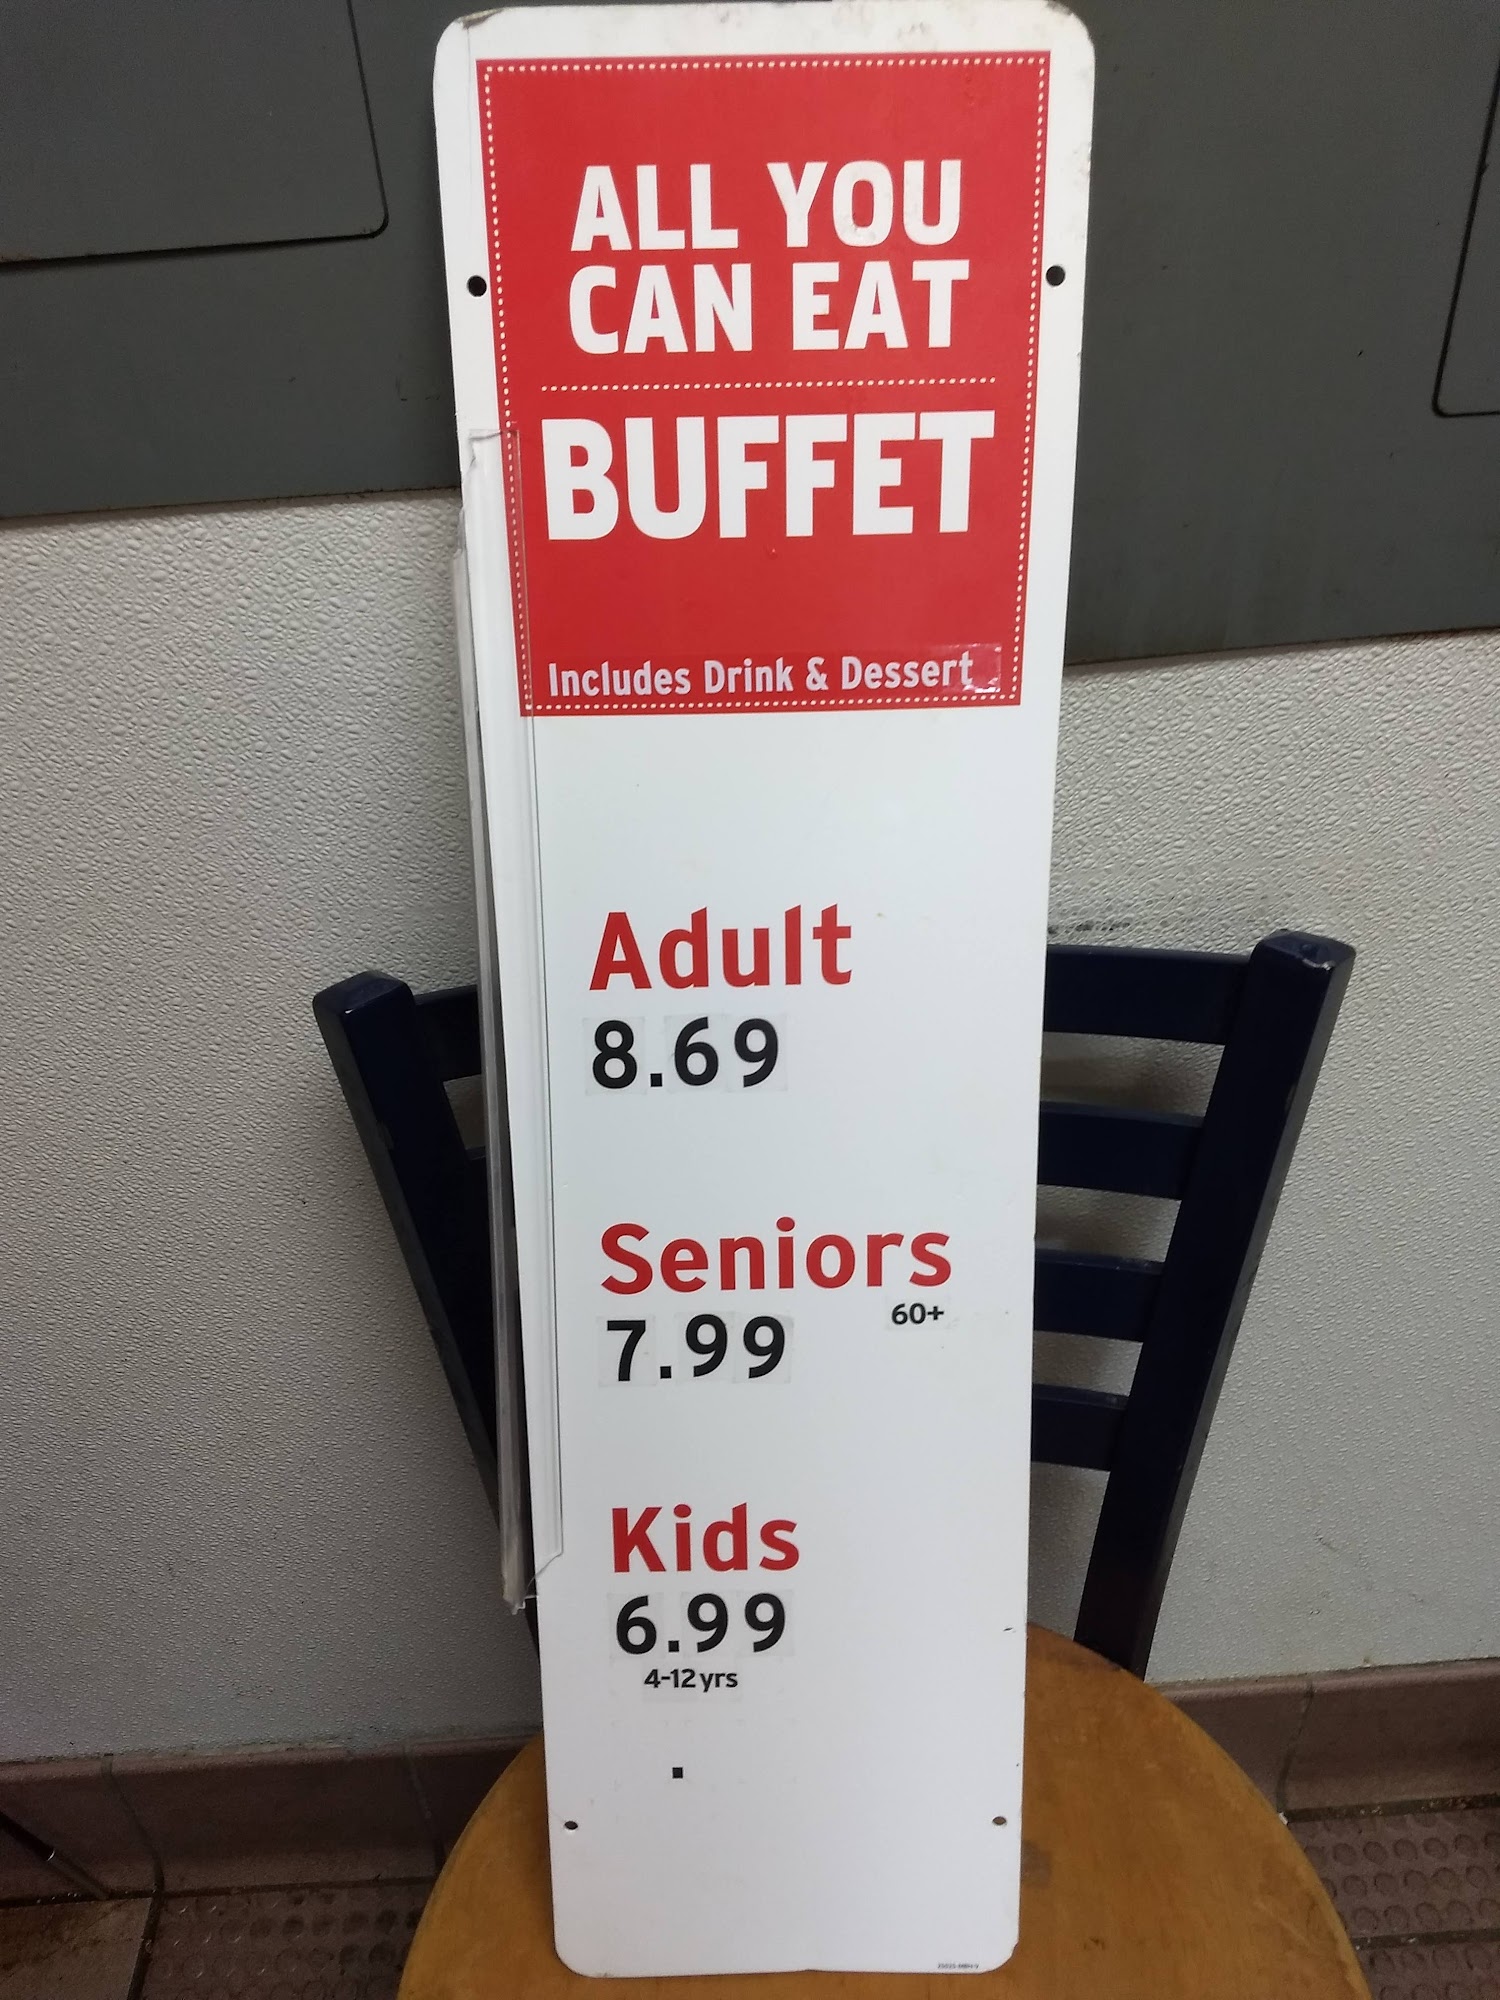 ALL YOU
CAN EAT
BUFFET
Includes Drink & Dessert
Adult
8.69
Seniors
60+
7.99
Kids
6.99
4-12 yrs